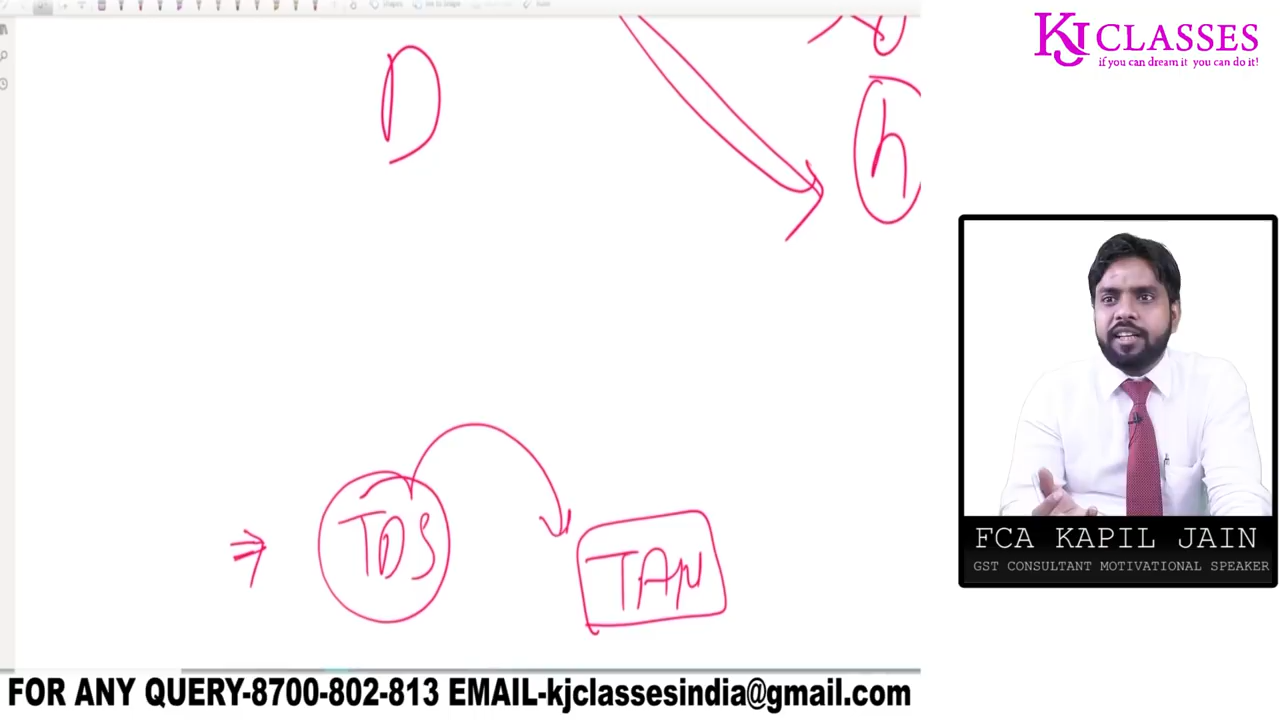 KJ CLASSES
if you can dream it you can do it!
D
h
TDS
TAN
FCA KAPIL JAIN
GST CONSULTANT MOTIVATIONAL SPEAKER
FOR ANY QUERY-8700-802-813 EMAIL-kjclassesindia@gmail.com